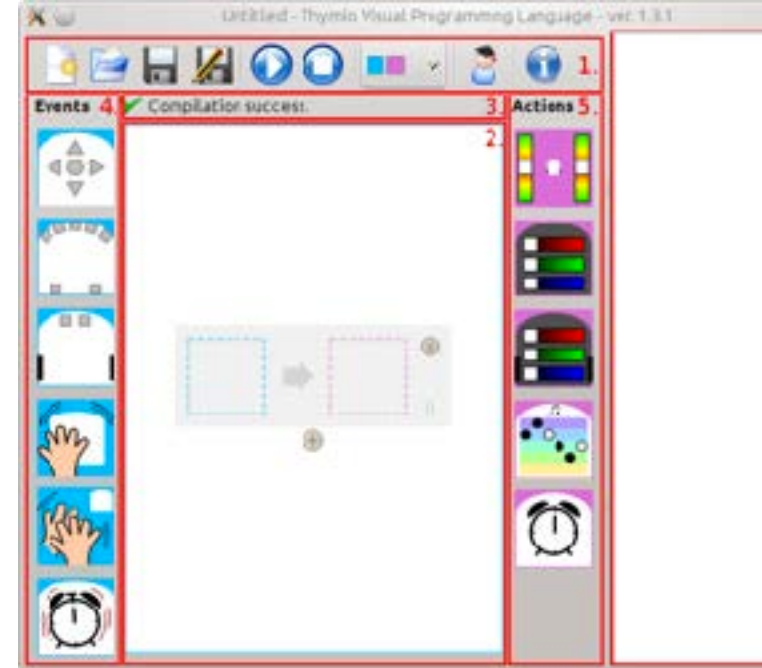 Untitled - Thymio Visual Programming Language - ver. 1.3.1
1.
Events 4.
Compilation success.
3.
Actions 5.
2.